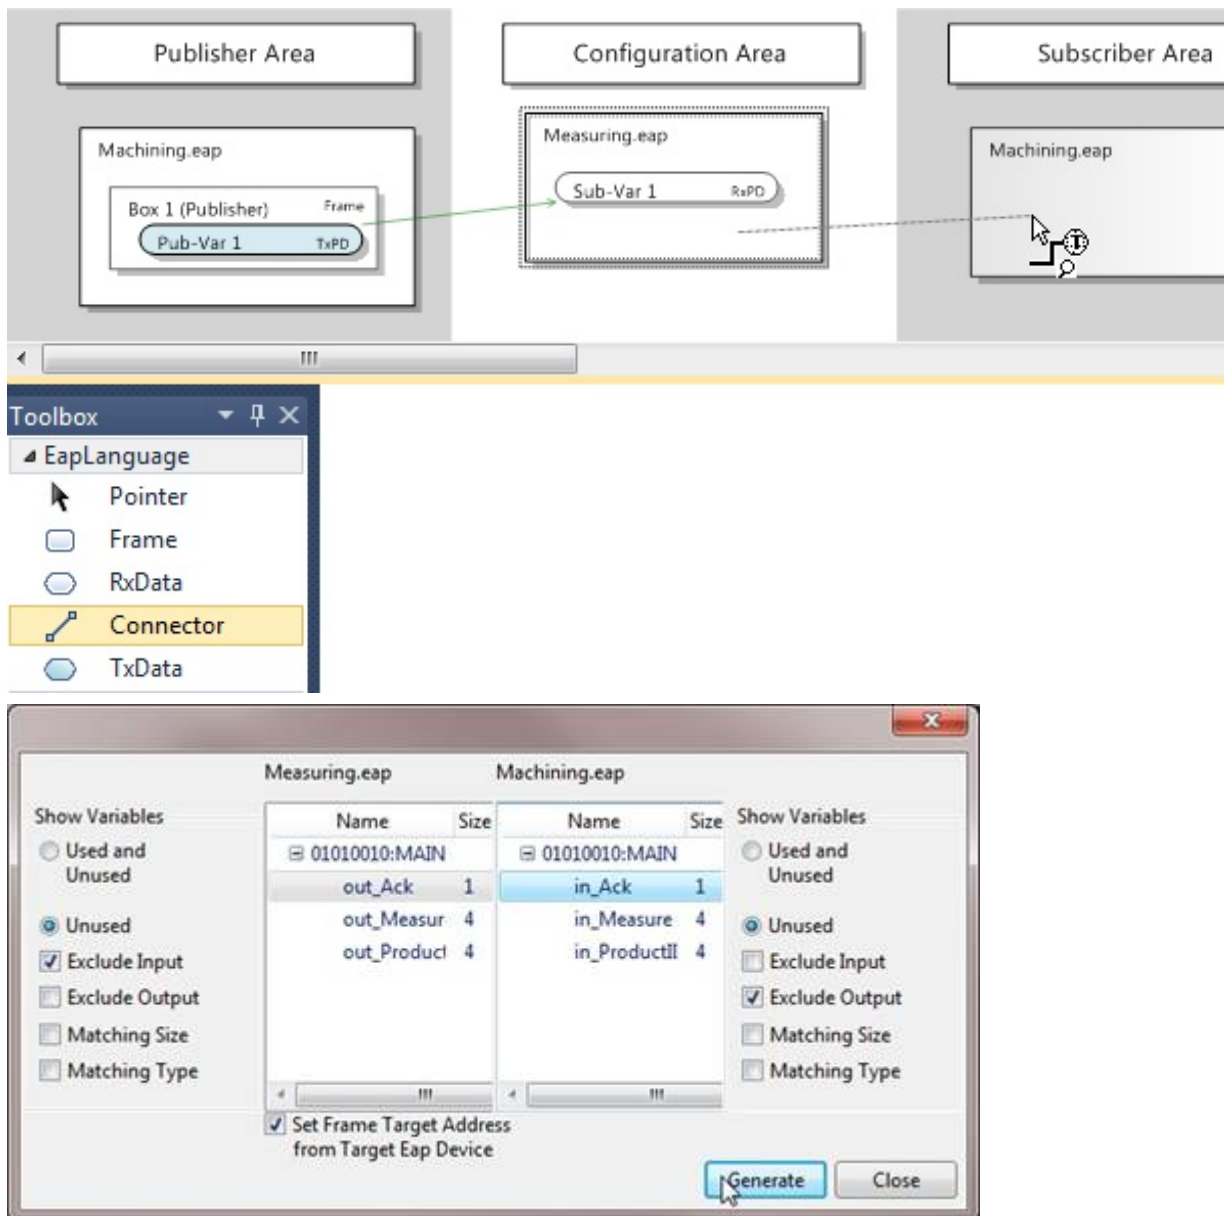 Publisher Area
Configuration Area
Subscriber Area
Machining.eap
Box 1 (Publisher) Frame
Pub-Var 1 TxPD
Measuring.eap
Sub-Var 1 RxPD
Machining.eap
Toolbox
EapLanguage
Pointer
Frame
RxData
Connector
TxData
Measuring.eap
Machining.eap
Show Variables
Used and
Unused
Unused
Exclude Input
Exclude Output
Matching Size
Matching Type
Name Size
01010010:MAIN
out_Ack 1
out_Measur 4
out_Product 4
Name Size
01010010:MAIN
in_Ack 1
in_Measure 4
in_ProductII 4
Show Variables
Used and
Unused
Unused
Exclude Input
Exclude Output
Matching Size
Matching Type
Set Frame Target Address
from Target Eap Device
Generate
Close